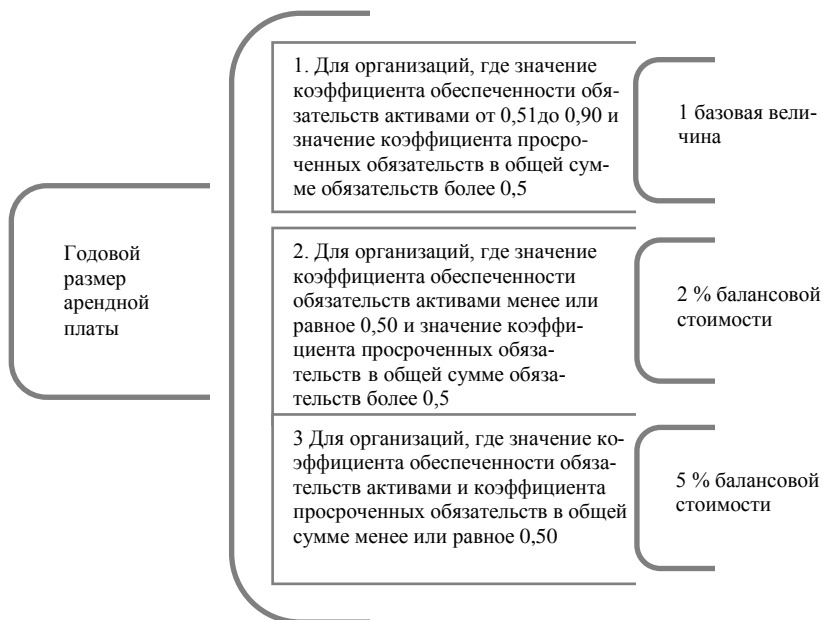 Годовой
размер
арендной
платы
1. Для организаций, где значение
коэффициента обеспеченности обя-
зательств активами от 0,51до 0,90 и
значение коэффициента просро-
ченных обязательств в общей сум-
ме обязательств более 0,5
1 базовая вели-
чина
2. Для организаций, где значение
коэффициента обеспеченности
обязательств активами менее или
равное 0,50 и значение коэффи-
циента просроченных обяза-
тельств в общей сумме обяза-
тельств более 0,5
2 % балансовой
стоимости
3 Для организаций, где значение ко-
эффициента обеспеченности обяза-
тельств активами и коэффициента
просроченных обязательств в общей
сумме менее или равное 0,50
5 % балансовой
стоимости